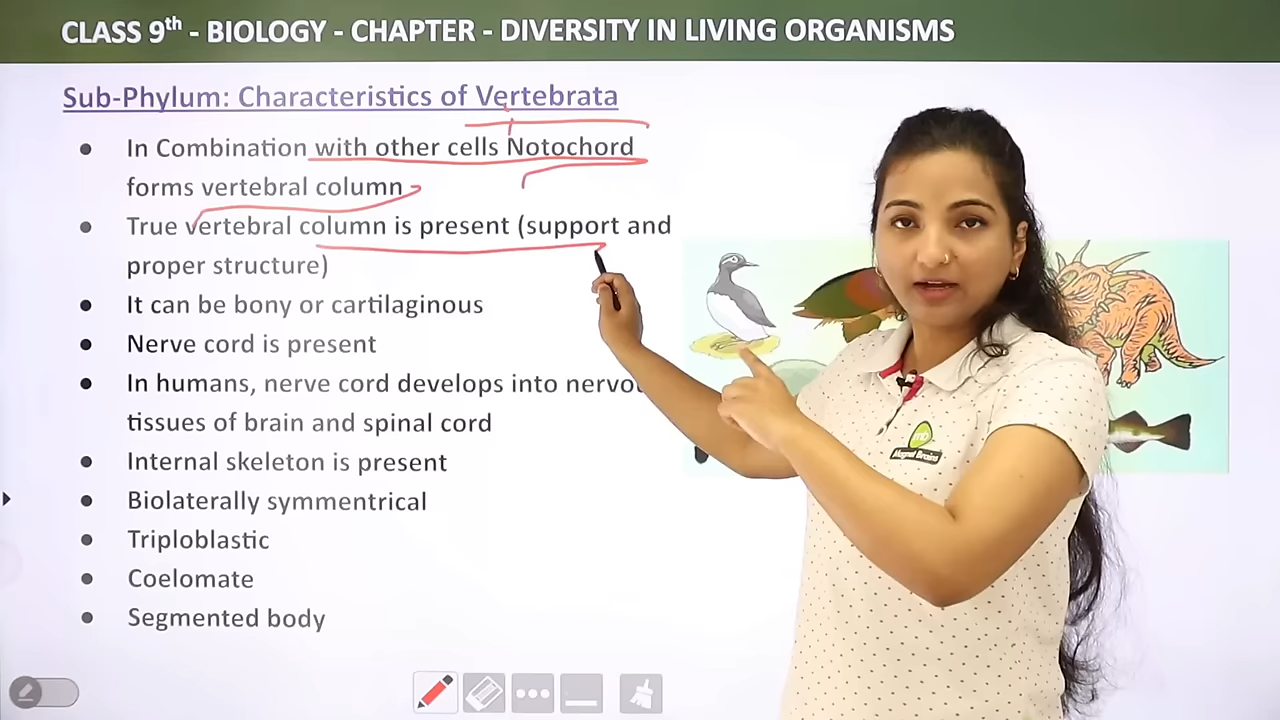 CLASS 9th - BIOLOGY - CHAPTER - DIVERSITY IN LIVING ORGANISMS
Sub-Phylum: Characteristics of Vertebrata
In Combination with other cells Notochord
forms vertebral column
True vertebral column is present (support and
proper structure)
It can be bony or cartilaginous
Nerve cord is present
In humans, nerve cord develops into
tissues of brain and spinal cord
Internal skeleton is present
Biolaterally symmentrical
Triploblastic
Coelomate
Segmented body
mb
Magnet Brains